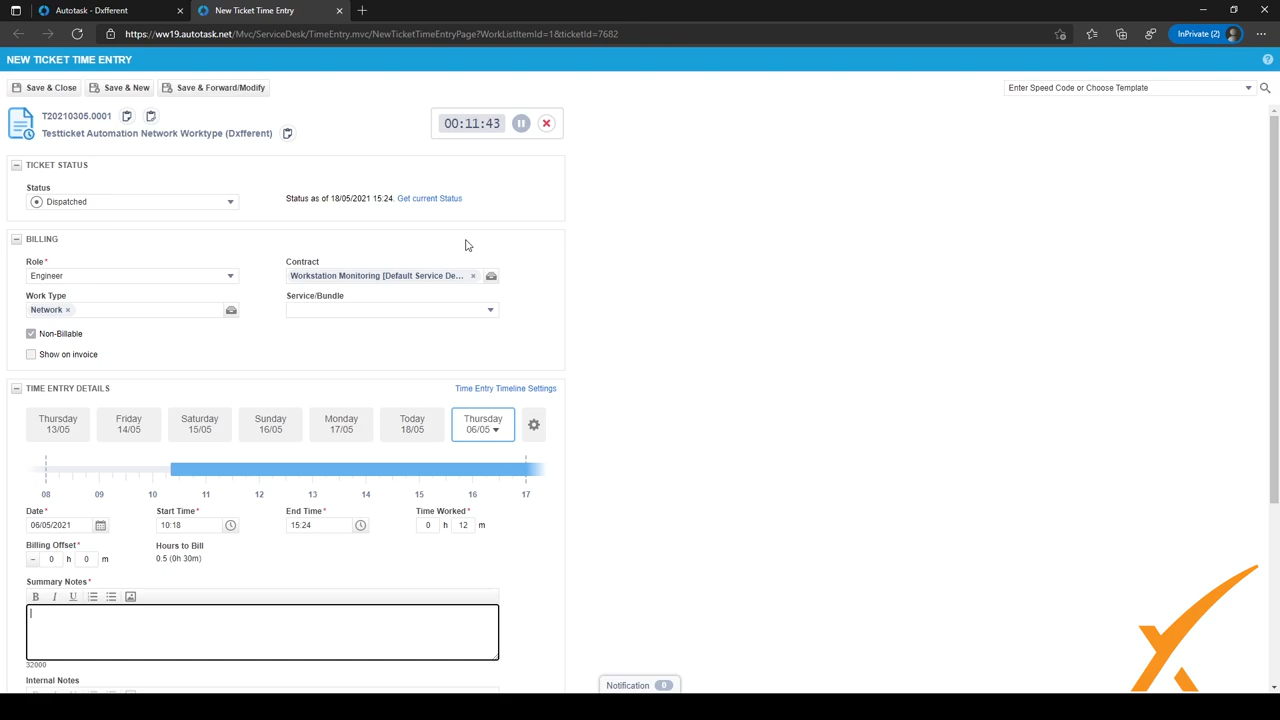 Autotask - Dxfferent
New Ticket Time Entry
https://ww19.autotask.net/Mvc/ServiceDesk/TimeEntry.mvc/NewTicketTimeEntryPage?WorkListItemId=1&ticketId=7682
InPrivate (2)
NEW TICKET TIME ENTRY
Save & Close
Save & New
Save & Forward/Modify
Enter Speed Code or Choose Template
T20210305.0001
Testticket Automation Network Worktype (Dxfferent)
00:11:43
TICKET STATUS
Status
Dispatched
Status as of 18/05/2021 15:24. Get current Status
BILLING
Role*
Contract
Engineer
Workstation Monitoring [Default Service De...
Work Type
Service/Bundle
Network
Non-Billable
Show on invoice
TIME ENTRY DETAILS
Time Entry Timeline Settings
Thursday 13/05
Friday 14/05
Saturday 15/05
Sunday 16/05
Monday 17/05
Today 18/05
Thursday 06/05
08 09 10 11 12 13 14 15 16 17
Date*
Start Time*
End Time*
Time Worked*
06/05/2021
10:18
15:24
0 h 12 m
Billing Offset*
Hours to Bill
0 h 0 m
0.5 (0h 30m)
Summary Notes*
B I U
32000
Internal Notes
Notification 0